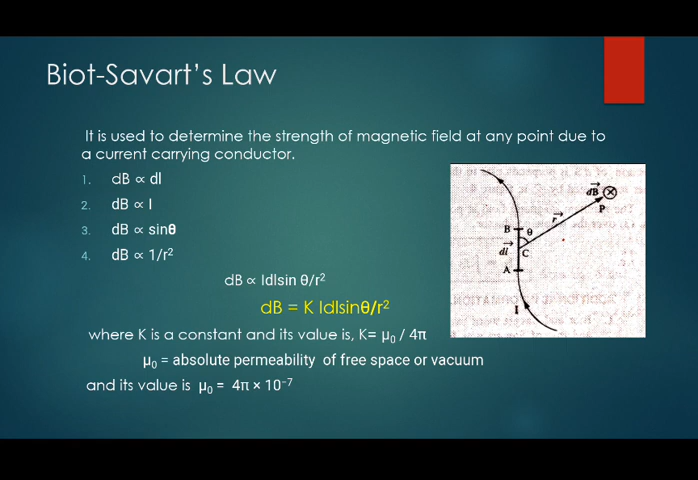 Biot-Savart's Law
It is used to determine the strength of magnetic field at any point due to
a current carrying conductor.
1. dB ∝ dl
2. dB ∝ I
3. dB ∝ sinθ
4. dB ∝ 1/r²
dB ∝ Idlsin θ/r²
dB = K Idlsinθ/r²
where K is a constant and its value is, K= μ₀ / 4π
μ₀ = absolute permeability of free space or vacuum
and its value is μ₀ = 4π × 10⁻⁷
dB
P
r
B θ
dl C
A
I